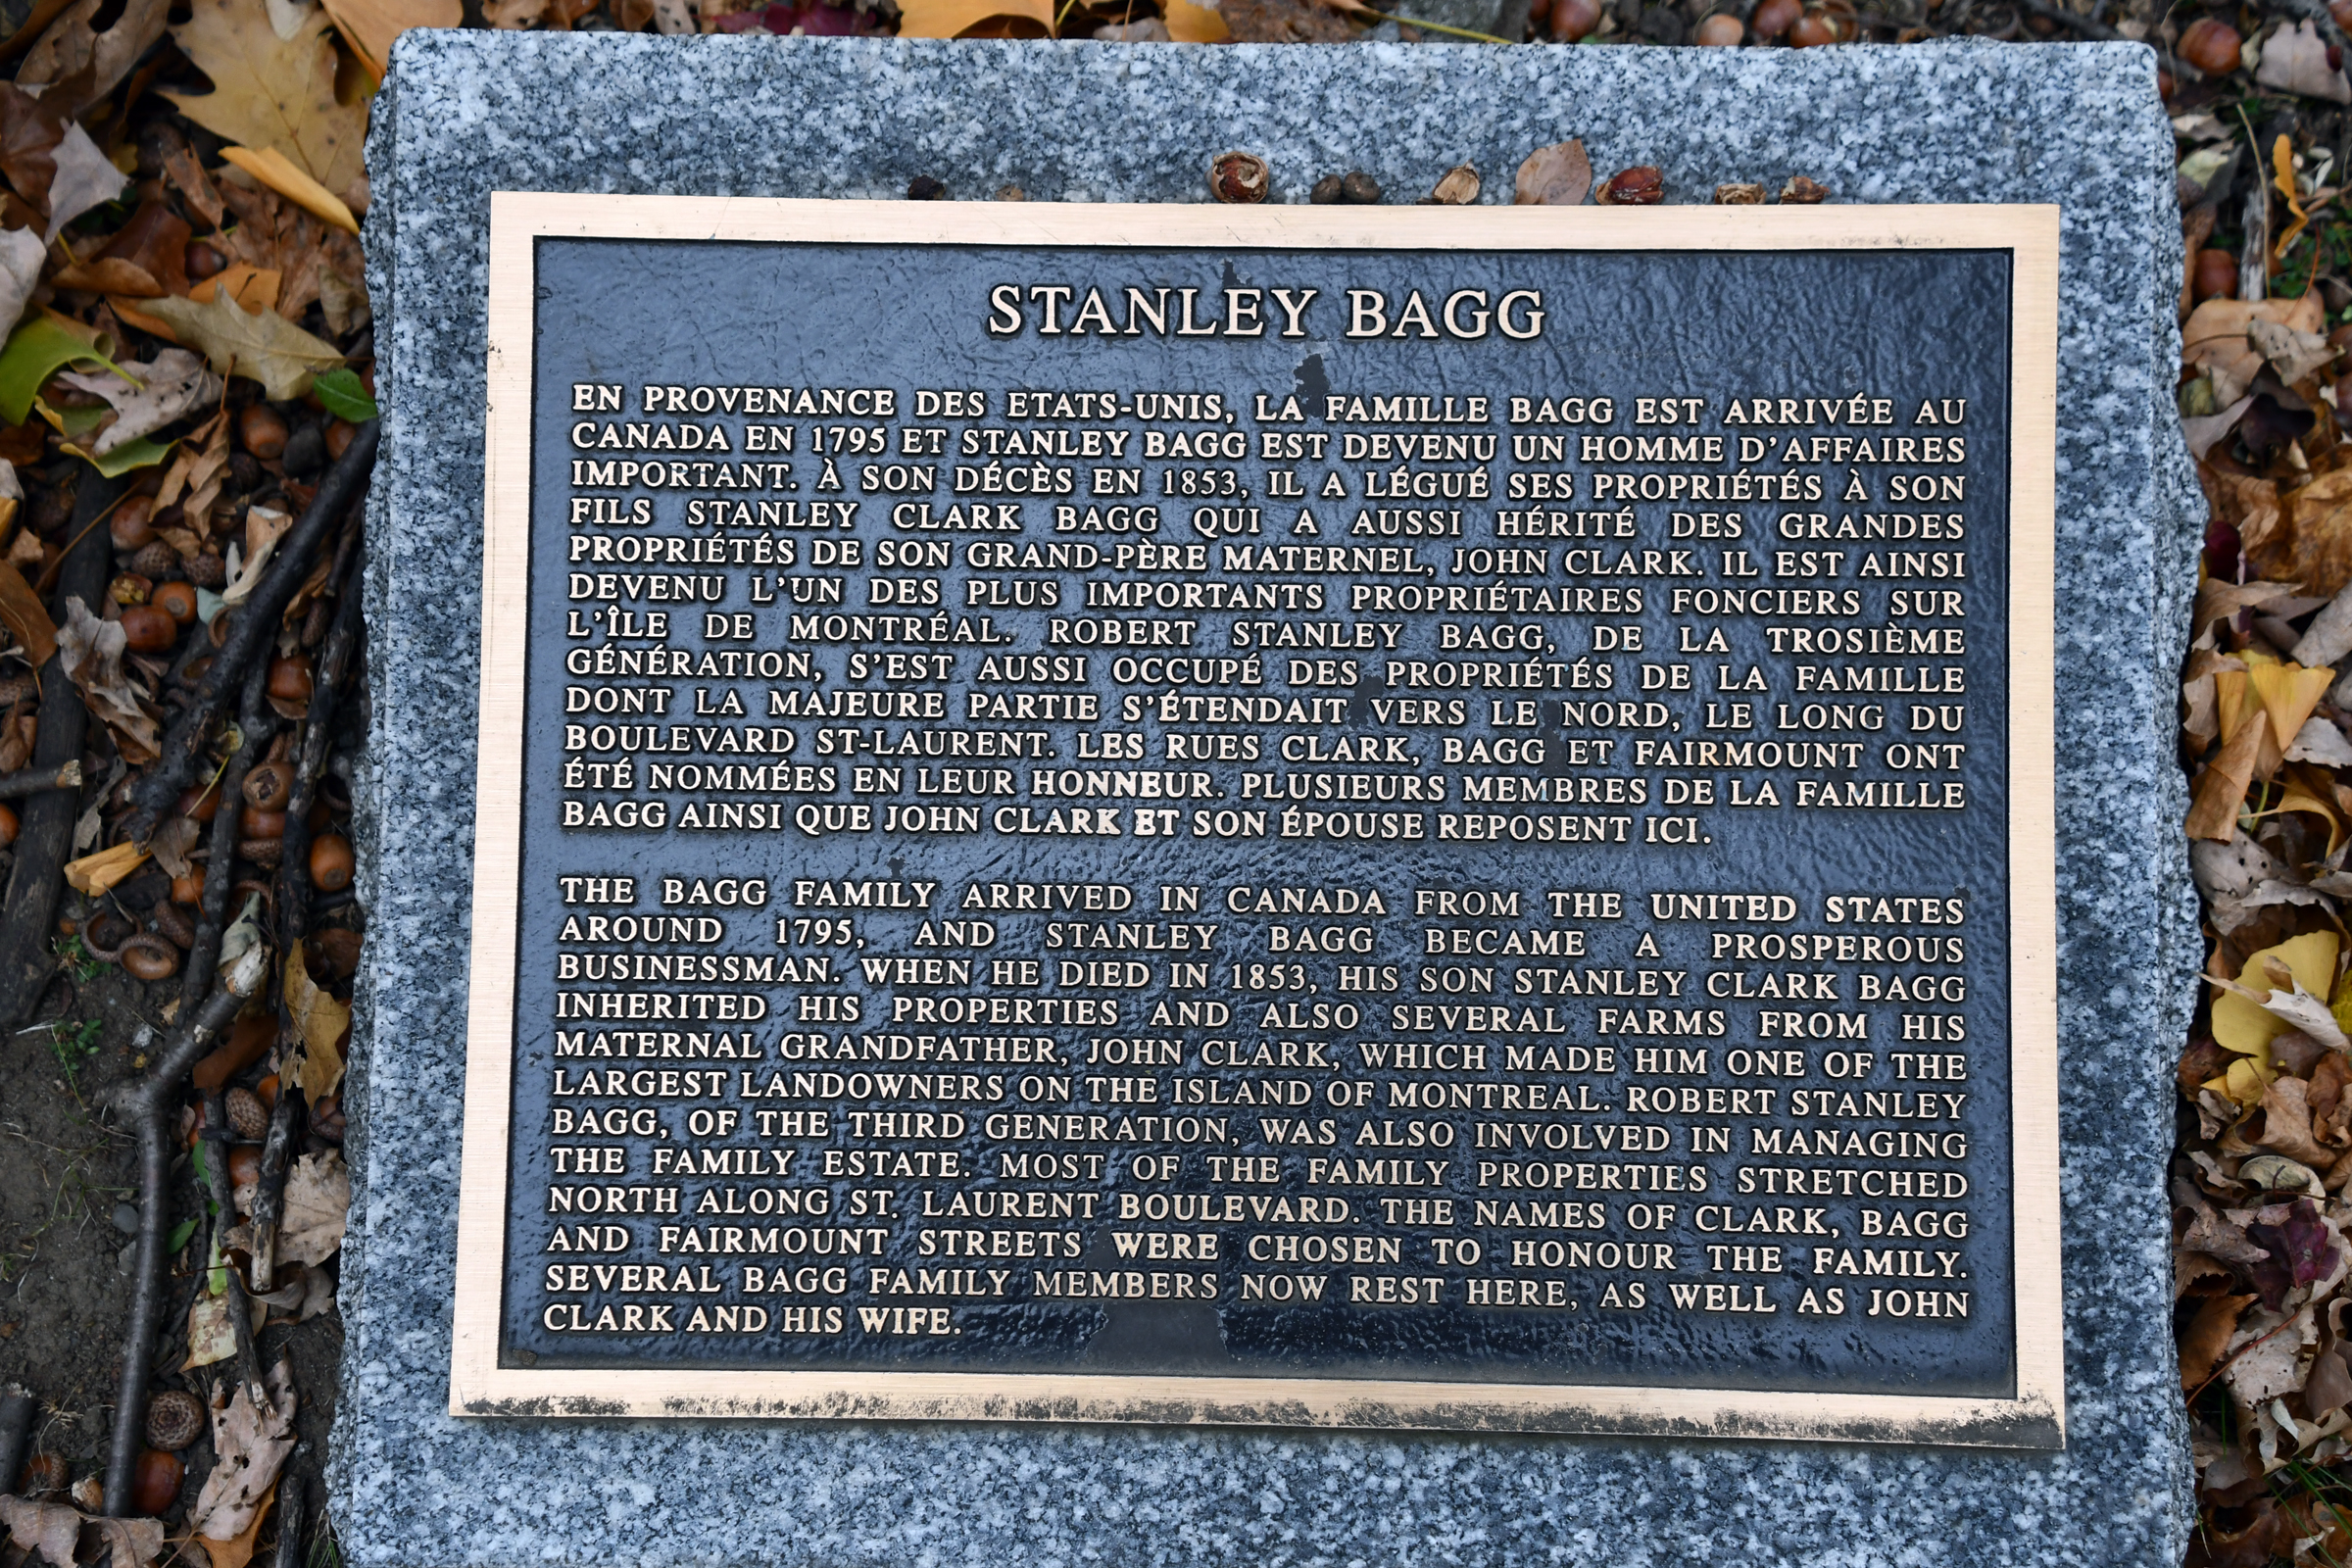 STANLEY BAGG
EN PROVENANCE DES ETATS-UNIS, LA FAMILLE BAGG EST ARRIVÉE AU
CANADA EN 1795 ET STANLEY BAGG EST DEVENU UN HOMME D'AFFAIRES
IMPORTANT. À SON DÉCÈS EN 1853, IL A LÉGUÉ SES PROPRIÉTÉS À SON
FILS STANLEY CLARK BAGG QUI A AUSSI HÉRITÉ DES GRANDES
PROPRIÉTÉS DE SON GRAND-PÈRE MATERNEL, JOHN CLARK. IL EST AINSI
DEVENU L'UN DES PLUS IMPORTANTS PROPRIÉTAIRES FONCIERS SUR
L'ÎLE DE MONTRÉAL. ROBERT STANLEY BAGG, DE LA TROSIÈME
GÉNÉRATION, S'EST AUSSI OCCUPÉ DES PROPRIÉTÉS DE LA FAMILLE
DONT LA MAJEURE PARTIE S'ÉTENDAIT VERS LE NORD, LE LONG DU
BOULEVARD ST-LAURENT. LES RUES CLARK, BAGG ET FAIRMOUNT ONT
ÉTÉ NOMMÉES EN LEUR HONNEUR. PLUSIEURS MEMBRES DE LA FAMILLE
BAGG AINSI QUE JOHN CLARK ET SON ÉPOUSE REPOSENT ICI.
THE BAGG FAMILY ARRIVED IN CANADA FROM THE UNITED STATES
AROUND 1795, AND STANLEY BAGG BECAME A PROSPEROUS
BUSINESSMAN. WHEN HE DIED IN 1853, HIS SON STANLEY CLARK BAGG
INHERITED HIS PROPERTIES AND ALSO SEVERAL FARMS FROM HIS
MATERNAL GRANDFATHER, JOHN CLARK, WHICH MADE HIM ONE OF THE
LARGEST LANDOWNERS ON THE ISLAND OF MONTREAL. ROBERT STANLEY
BAGG, OF THE THIRD GENERATION, WAS ALSO INVOLVED IN MANAGING
THE FAMILY ESTATE. MOST OF THE FAMILY PROPERTIES STRETCHED
NORTH ALONG ST. LAURENT BOULEVARD. THE NAMES OF CLARK, BAGG
AND FAIRMOUNT STREETS WERE CHOSEN TO HONOUR THE FAMILY.
SEVERAL BAGG FAMILY MEMBERS NOW REST HERE, AS WELL AS JOHN
CLARK AND HIS WIFE.